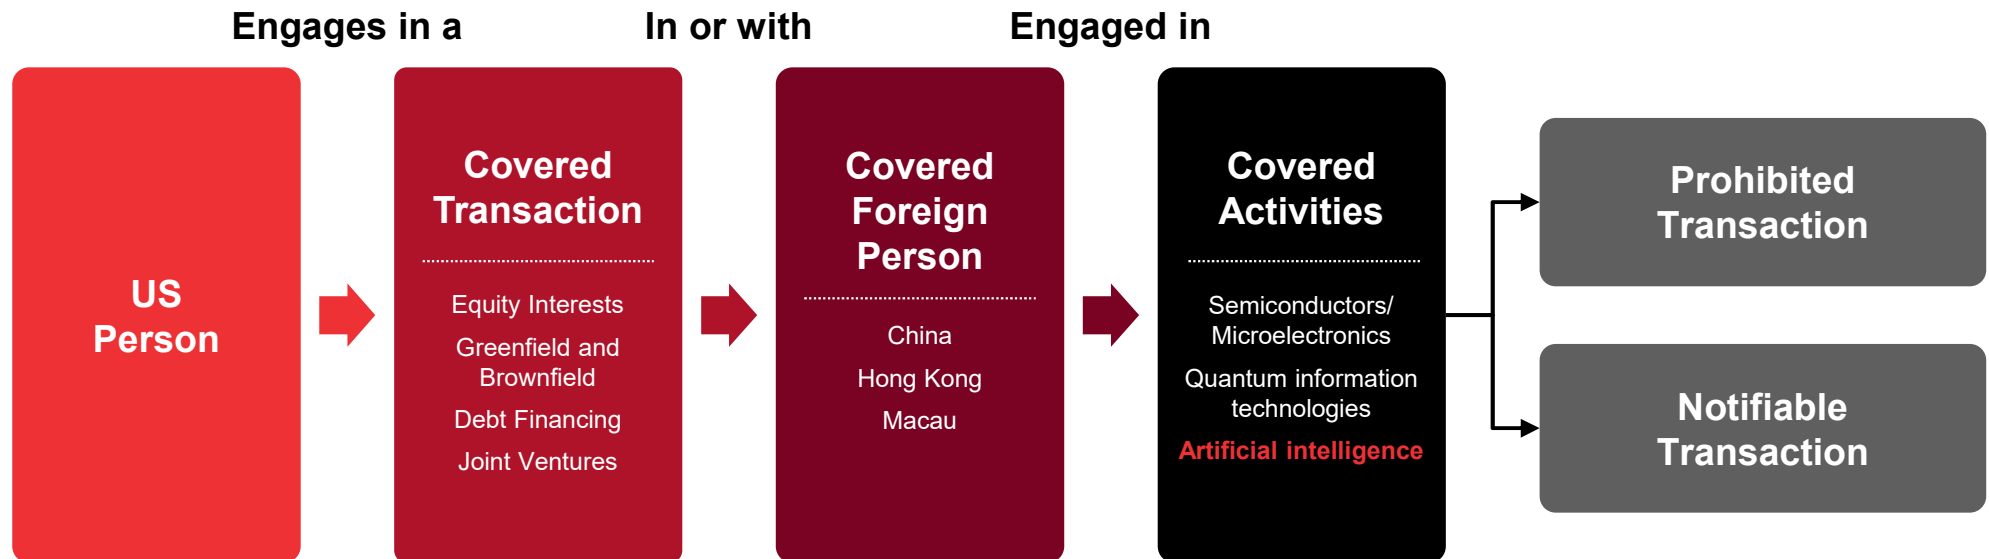 Engages in a
In or with
Engaged in
US
Person
Covered
Transaction
Equity Interests
Greenfield and
Brownfield
Debt Financing
Joint Ventures
Covered
Foreign
Person
China
Hong Kong
Macau
Covered
Activities
Semiconductors/
Microelectronics
Quantum information
technologies
Artificial intelligence
Prohibited
Transaction
Notifiable
Transaction